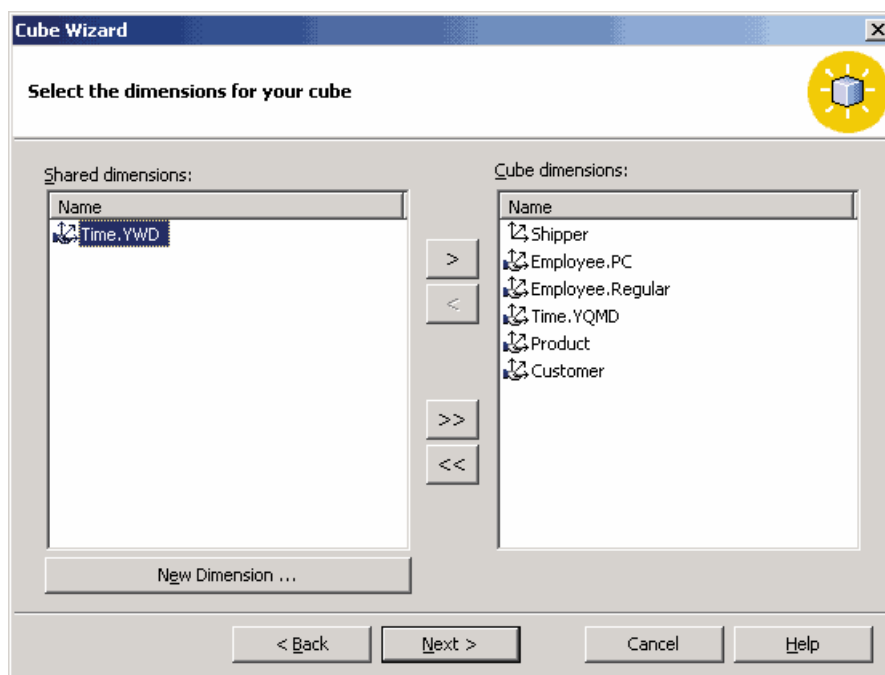 Cube Wizard
Select the dimensions for your cube
Shared dimensions:
Name
Time.YWD
>
<
>>
<<
Cube dimensions:
Name
Shipper
Employee.PC
Employee.Regular
Time.YQMD
Product
Customer
New Dimension ...
< Back
Next >
Cancel
Help